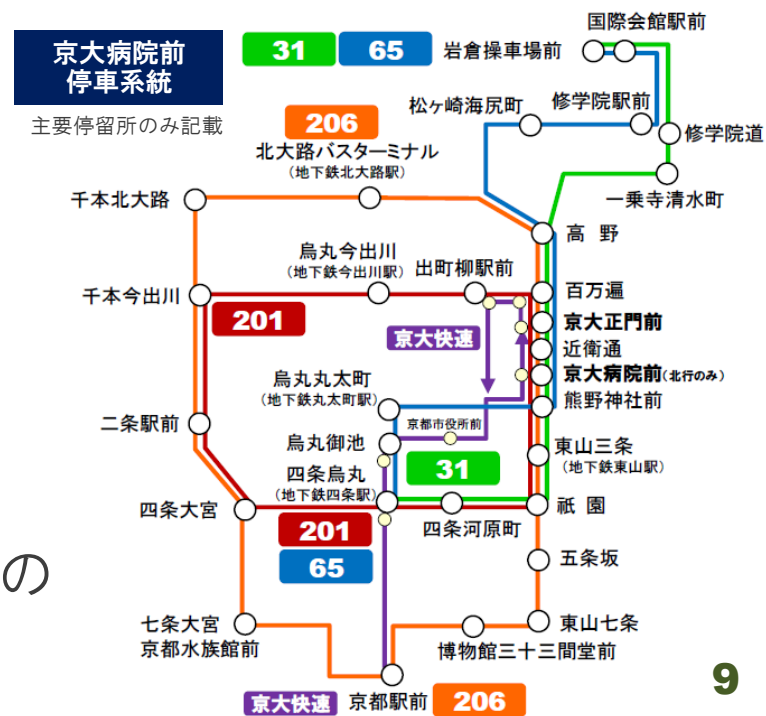 京大病院前
停車系統
主要停留所のみ記載
31
65
岩倉操車場前
国際会館駅前
松ヶ崎海尻町
修学院駅前
修学院道
206
北大路バスターミナル
(地下鉄北大路駅)
一乗寺清水町
千本北大路
高 野
烏丸今出川
(地下鉄今出川駅)
出町柳駅前
千本今出川
百万遍
201
京大正門前
京大快速
近衛通
烏丸丸太町
(地下鉄丸太町駅)
京大病院前(北行のみ)
熊野神社前
二条駅前
京都市役所前
烏丸御池
東山三条
(地下鉄東山駅)
四条烏丸
(地下鉄四条駅)
31
四条大宮
祇 園
四条河原町
201
65
の
五条坂
七条大宮
京都水族館前
東山七条
博物館三十三間堂前
京大快速
京都駅前
206
9